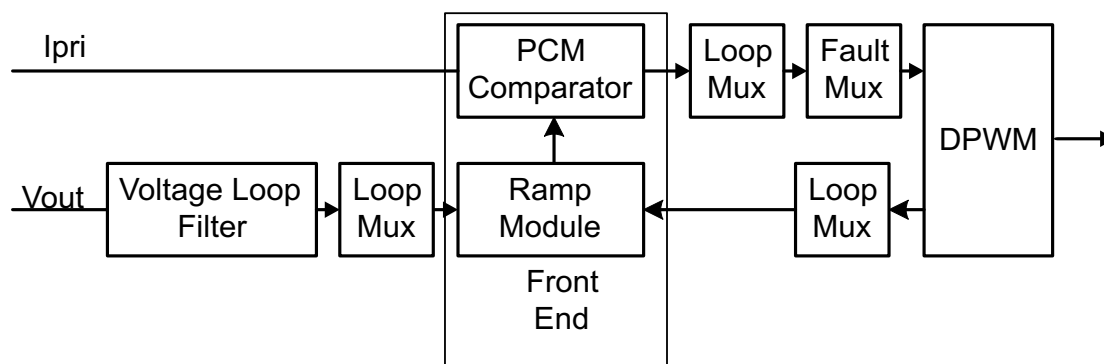 Ipri
PCM
Comparator
Loop
Mux
Fault
Mux
DPWM
Vout
Voltage Loop
Filter
Loop
Mux
Ramp
Module
Loop
Mux
Front
End